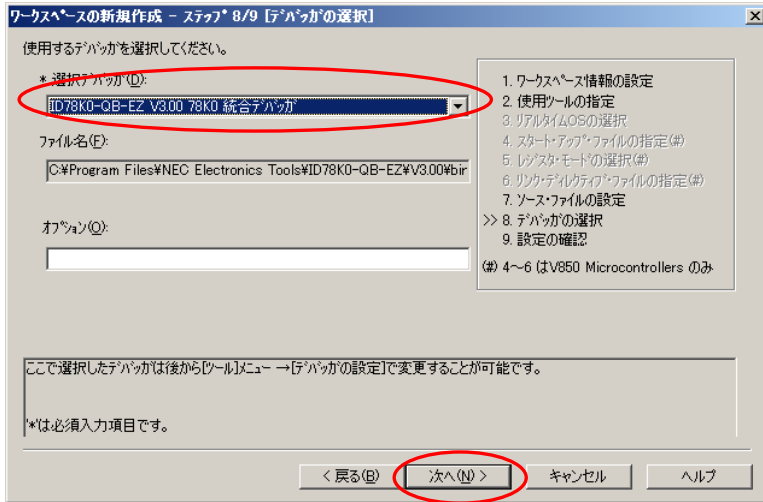 ワークスペースの新規作成 - ステップ 8/9 [デバッガの選択]
使用するデバッガを選択してください。
* 選択デバッガ(D):
ID78K0-QB-EZ V3.00 78K0 統合デバッガ
ファイル名(F):
C:¥Program Files¥NEC Electronics Tools¥ID78K0-QB-EZ¥V3.00¥bin
オプション(O):
1. ワークスペース情報の設定
2. 使用ツールの指定
3. リアルタイムOSの選択
4. スタート・アップ・ファイルの指定(#)
5. レジスタ・モードの選択(#)
6. リンク・ディレクティブ・ファイルの指定(#)
7. ソース・ファイルの設定
>> 8. デバッガの選択
9. 設定の確認
(#) 4～6 はV850 Microcontrollers のみ
ここで選択したデバッガは後から[ツール]メニュー →[デバッガの設定]で変更することが可能です。
'*'は必須入力項目です。
< 戻る(B)
次へ(N) >
キャンセル
ヘルプ